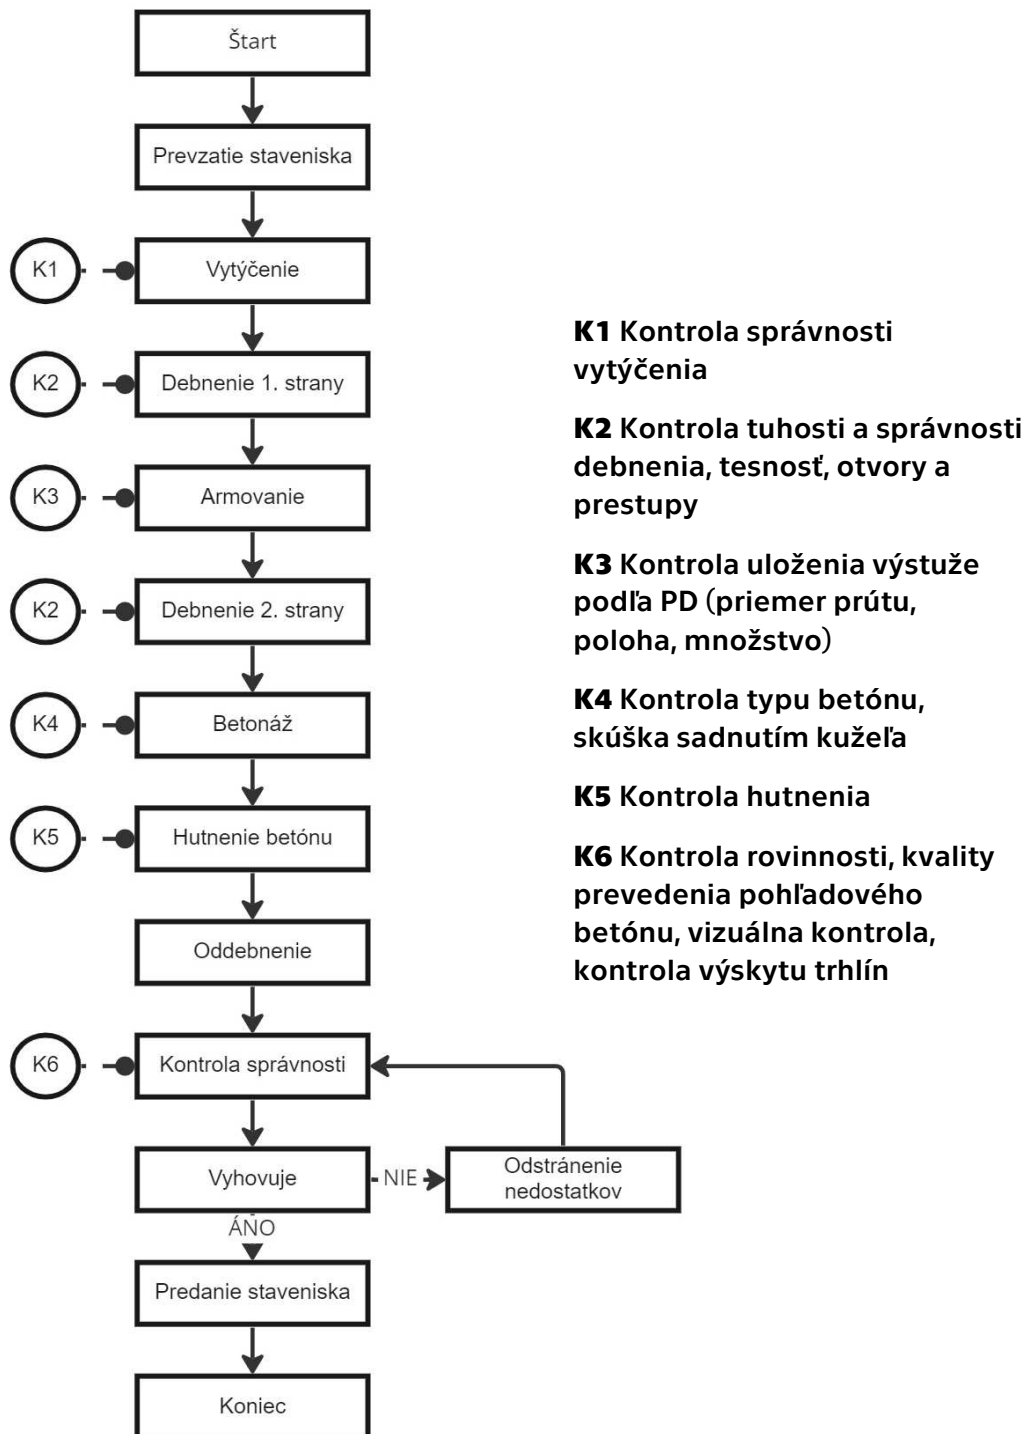 Štart
Prevzatie staveniska
K1
Vytýčenie
K2
Debnenie 1. strany
K3
Armovanie
K2
Debnenie 2. strany
K4
Betonáž
K5
Hutnenie betónu
Oddebnenie
K6
Kontrola správnosti
Vyhovuje
NIE
Odstránenie
nedostatkov
ÁNO
Predanie staveniska
Koniec
K1 Kontrola správnosti
vytýčenia
K2 Kontrola tuhosti a správnosti
debnenia, tesnosť, otvory a
prestupy
K3 Kontrola uloženia výstuže
podľa PD (priemer prútu,
poloha, množstvo)
K4 Kontrola typu betónu,
skúška sadnutím kužeľa
K5 Kontrola hutnenia
K6 Kontrola rovinnosti, kvality
prevedenia pohľadového
betónu, vizuálna kontrola,
kontrola výskytu trhlín